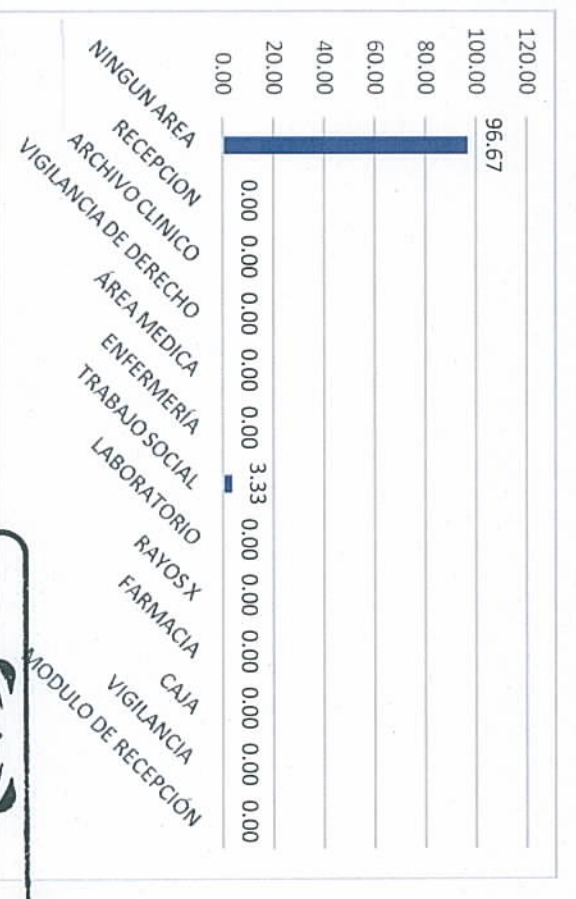 120.00
100.00
80.00
60.00
40.00
20.00
0.00
96.67
0.00
0.00
0.00
0.00
0.00
3.33
0.00
0.00
0.00
0.00
0.00
0.00
NINGUN AREA
RECEPCION
ARCHIVO CLINICO
VIGILANCIA DE DERECHO
ÁREA MEDICA
ENFERMERÍA
TRABAJO SOCIAL
LABORATORIO
RAYOS X
FARMACIA
CAJA
VIGILANCIA
MODULO DE RECEPCIÓN